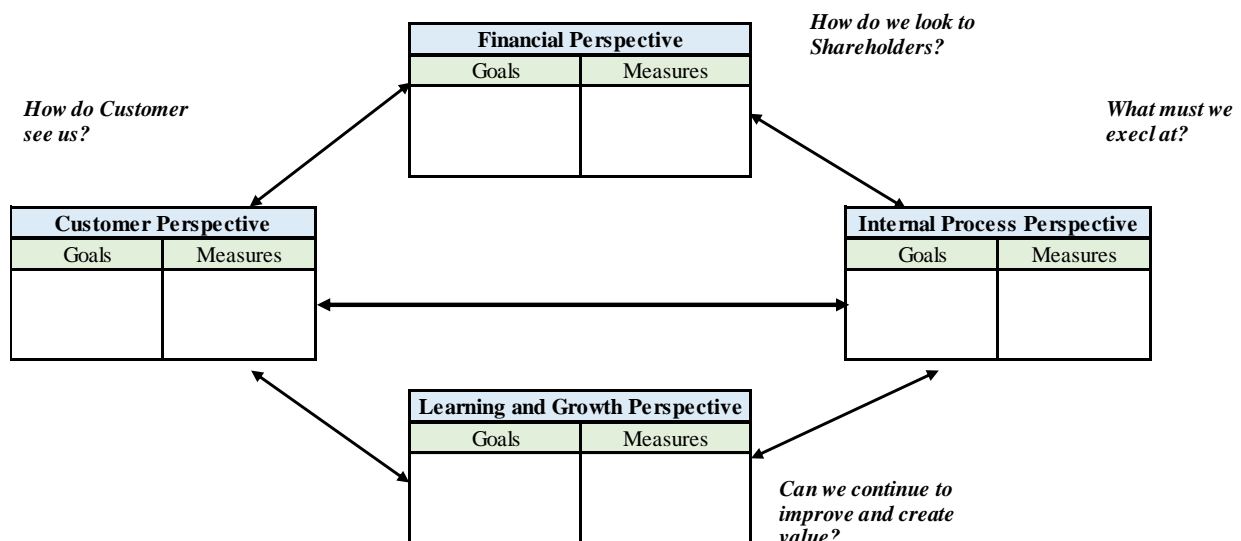 How do we look to
Shareholders?
Financial Perspective
Goals Measures
How do Customer
see us?
What must we
execl at?
Customer Perspective
Goals Measures
Internal Process Perspective
Goals Measures
Learning and Growth Perspective
Goals Measures
Can we continue to
improve and create
value?